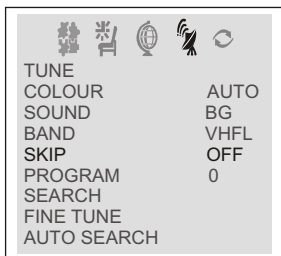 TUNE
COLOUR AUTO
SOUND BG
BAND VHFL
SKIP OFF
PROGRAM 0
SEARCH
FINE TUNE
AUTO SEARCH